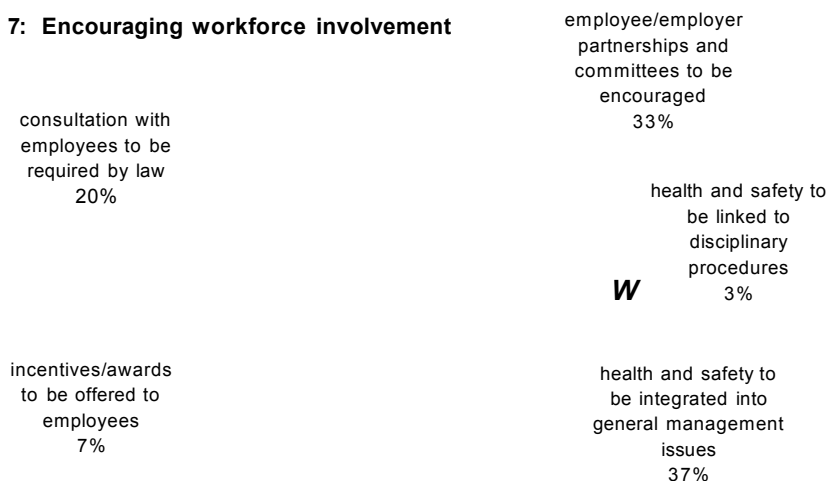 7: Encouraging workforce involvement
employee/employer
partnerships and
committees to be
encouraged
33%
consultation with
employees to be
required by law
20%
health and safety to
be linked to
disciplinary
procedures
3%
W
incentives/awards
to be offered to
employees
7%
health and safety to
be integrated into
general management
issues
37%